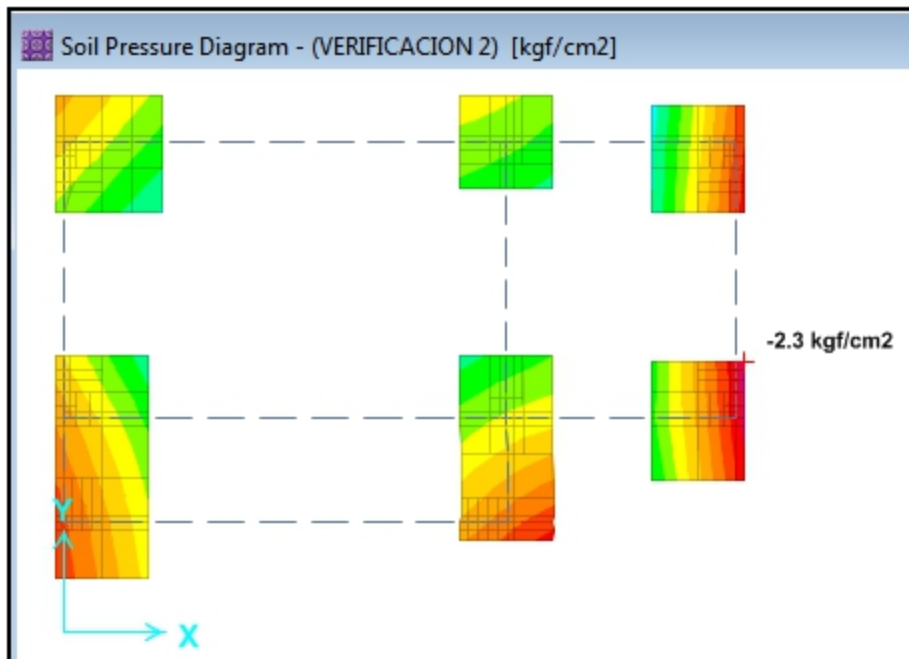 Soil Pressure Diagram - (VERIFICACION 2) [kgf/cm2]
-2.3 kgf/cm2
Y
X